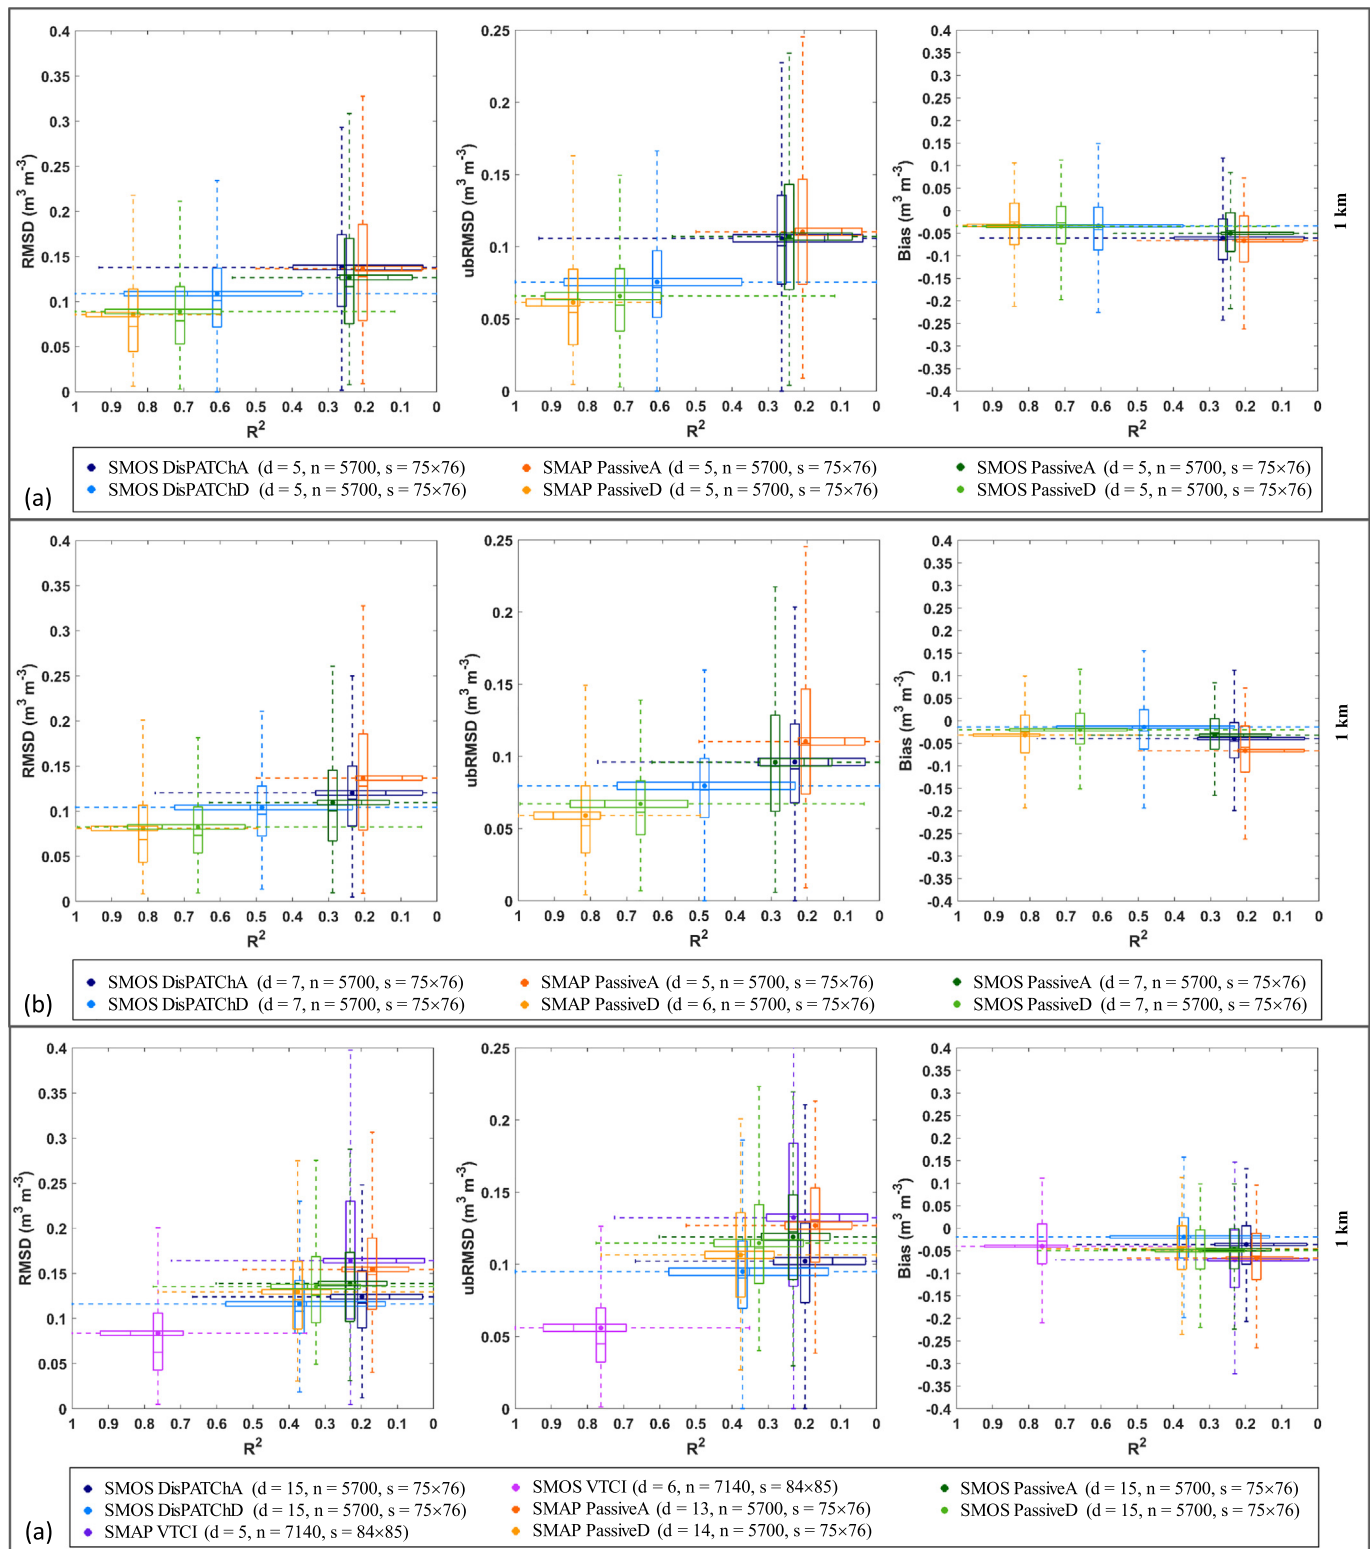 0.4
0.35
0.3
0.25
0.2
0.15
0.1
0.05
0
RMSD (m³ m⁻³)
1 0.9 0.8 0.7 0.6 0.5 0.4 0.3 0.2 0.1 0
R²
0.25
0.2
0.15
0.1
0.05
0
ubRMSD (m³ m⁻³)
1 0.9 0.8 0.7 0.6 0.5 0.4 0.3 0.2 0.1 0
R²
0.4
0.35
0.3
0.25
0.2
0.15
0.1
0.05
0
-0.05
-0.1
-0.15
-0.2
-0.25
-0.3
-0.35
-0.4
Bias (m³ m⁻³)
1 0.9 0.8 0.7 0.6 0.5 0.4 0.3 0.2 0.1 0
R²
1 km
SMOS DisPATChA (d = 5, n = 5700, s = 75×76)
SMOS DisPATChD (d = 5, n = 5700, s = 75×76)
SMAP PassiveA (d = 5, n = 5700, s = 75×76)
SMAP PassiveD (d = 5, n = 5700, s = 75×76)
SMOS PassiveA (d = 5, n = 5700, s = 75×76)
SMOS PassiveD (d = 5, n = 5700, s = 75×76)
(a)
0.4
0.35
0.3
0.25
0.2
0.15
0.1
0.05
0
RMSD (m³ m⁻³)
1 0.9 0.8 0.7 0.6 0.5 0.4 0.3 0.2 0.1 0
R²
0.25
0.2
0.15
0.1
0.05
0
ubRMSD (m³ m⁻³)
1 0.9 0.8 0.7 0.6 0.5 0.4 0.3 0.2 0.1 0
R²
0.4
0.35
0.3
0.25
0.2
0.15
0.1
0.05
0
-0.05
-0.1
-0.15
-0.2
-0.25
-0.3
-0.35
-0.4
Bias (m³ m⁻³)
1 0.9 0.8 0.7 0.6 0.5 0.4 0.3 0.2 0.1 0
R²
1 km
SMOS DisPATChA (d = 7, n = 5700, s = 75×76)
SMOS DisPATChD (d = 7, n = 5700, s = 75×76)
SMAP PassiveA (d = 5, n = 5700, s = 75×76)
SMAP PassiveD (d = 6, n = 5700, s = 75×76)
SMOS PassiveA (d = 7, n = 5700, s = 75×76)
SMOS PassiveD (d = 7, n = 5700, s = 75×76)
(b)
0.4
0.35
0.3
0.25
0.2
0.15
0.1
0.05
0
RMSD (m³ m⁻³)
1 0.9 0.8 0.7 0.6 0.5 0.4 0.3 0.2 0.1 0
R²
0.25
0.2
0.15
0.1
0.05
0
ubRMSD (m³ m⁻³)
1 0.9 0.8 0.7 0.6 0.5 0.4 0.3 0.2 0.1 0
R²
0.4
0.35
0.3
0.25
0.2
0.15
0.1
0.05
0
-0.05
-0.1
-0.15
-0.2
-0.25
-0.3
-0.35
-0.4
Bias (m³ m⁻³)
1 0.9 0.8 0.7 0.6 0.5 0.4 0.3 0.2 0.1 0
R²
1 km
SMOS DisPATChA (d = 15, n = 5700, s = 75×76)
SMOS DisPATChD (d = 15, n = 5700, s = 75×76)
SMAP VTCI (d = 5, n = 7140, s = 84×85)
SMOS VTCI (d = 6, n = 7140, s = 84×85)
SMAP PassiveA (d = 13, n = 5700, s = 75×76)
SMAP PassiveD (d = 14, n = 5700, s = 75×76)
SMOS PassiveA (d = 15, n = 5700, s = 75×76)
SMOS PassiveD (d = 15, n = 5700, s = 75×76)
(a)